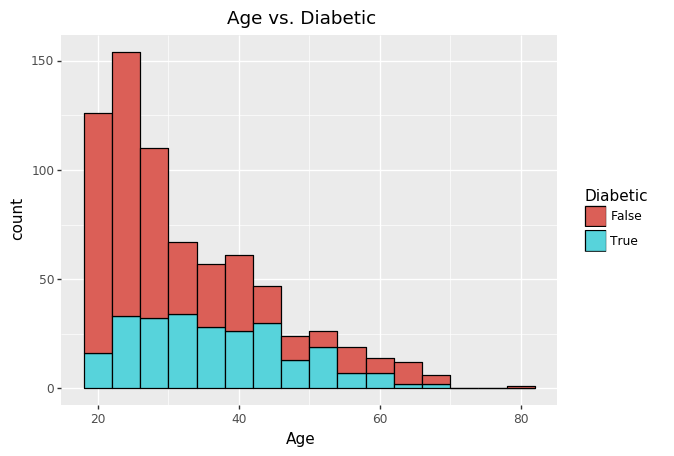 Age vs. Diabetic
150
100
50
0
count
20
40
60
80
Age
Diabetic
False
True